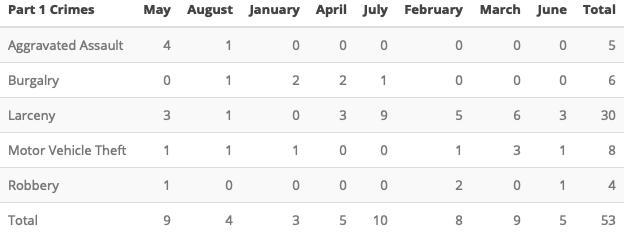 Part 1 Crimes May August January April July February March June Total
Aggravated Assault 4 1 0 0 0 0 0 0 5
Burgalry 0 1 2 2 1 0 0 0 6
Larceny 3 1 0 3 9 5 6 3 30
Motor Vehicle Theft 1 1 1 0 0 1 3 1 8
Robbery 1 0 0 0 0 2 0 1 4
Total 9 4 3 5 10 8 9 5 53